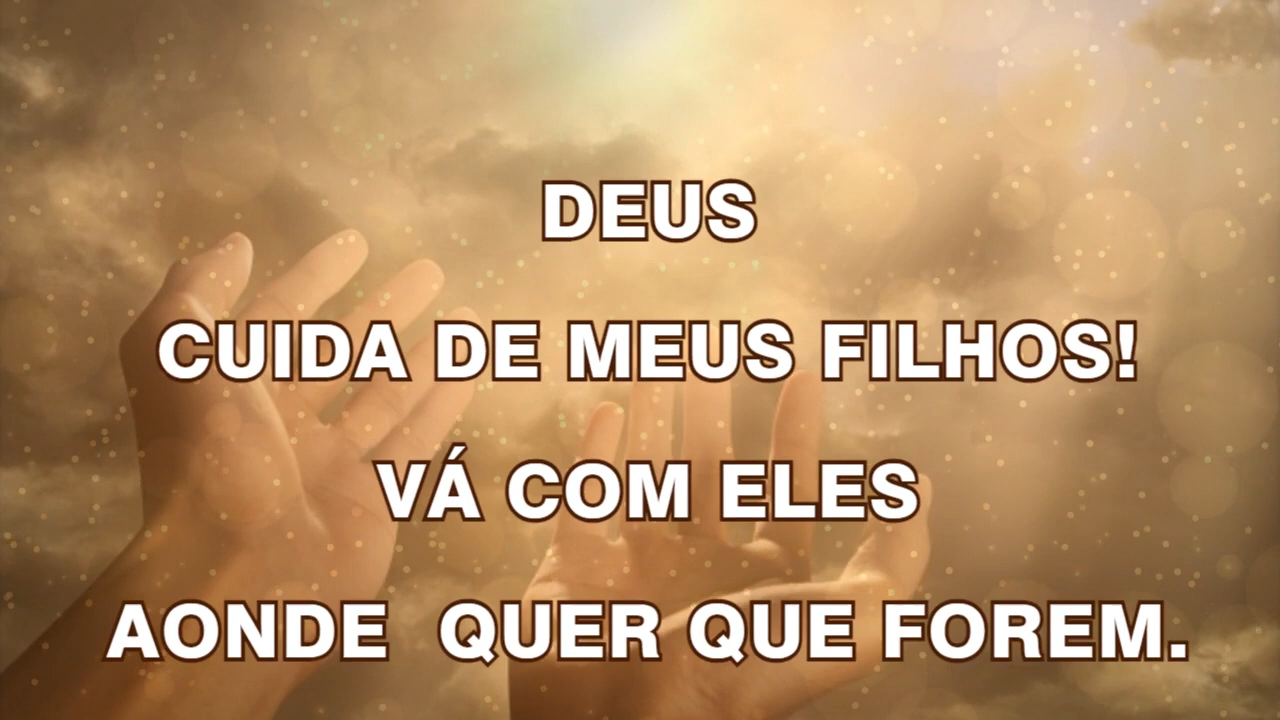 DEUS
CUIDA DE MEUS FILHOS!
VÁ COM ELES
AONDE QUER QUE FOREM.